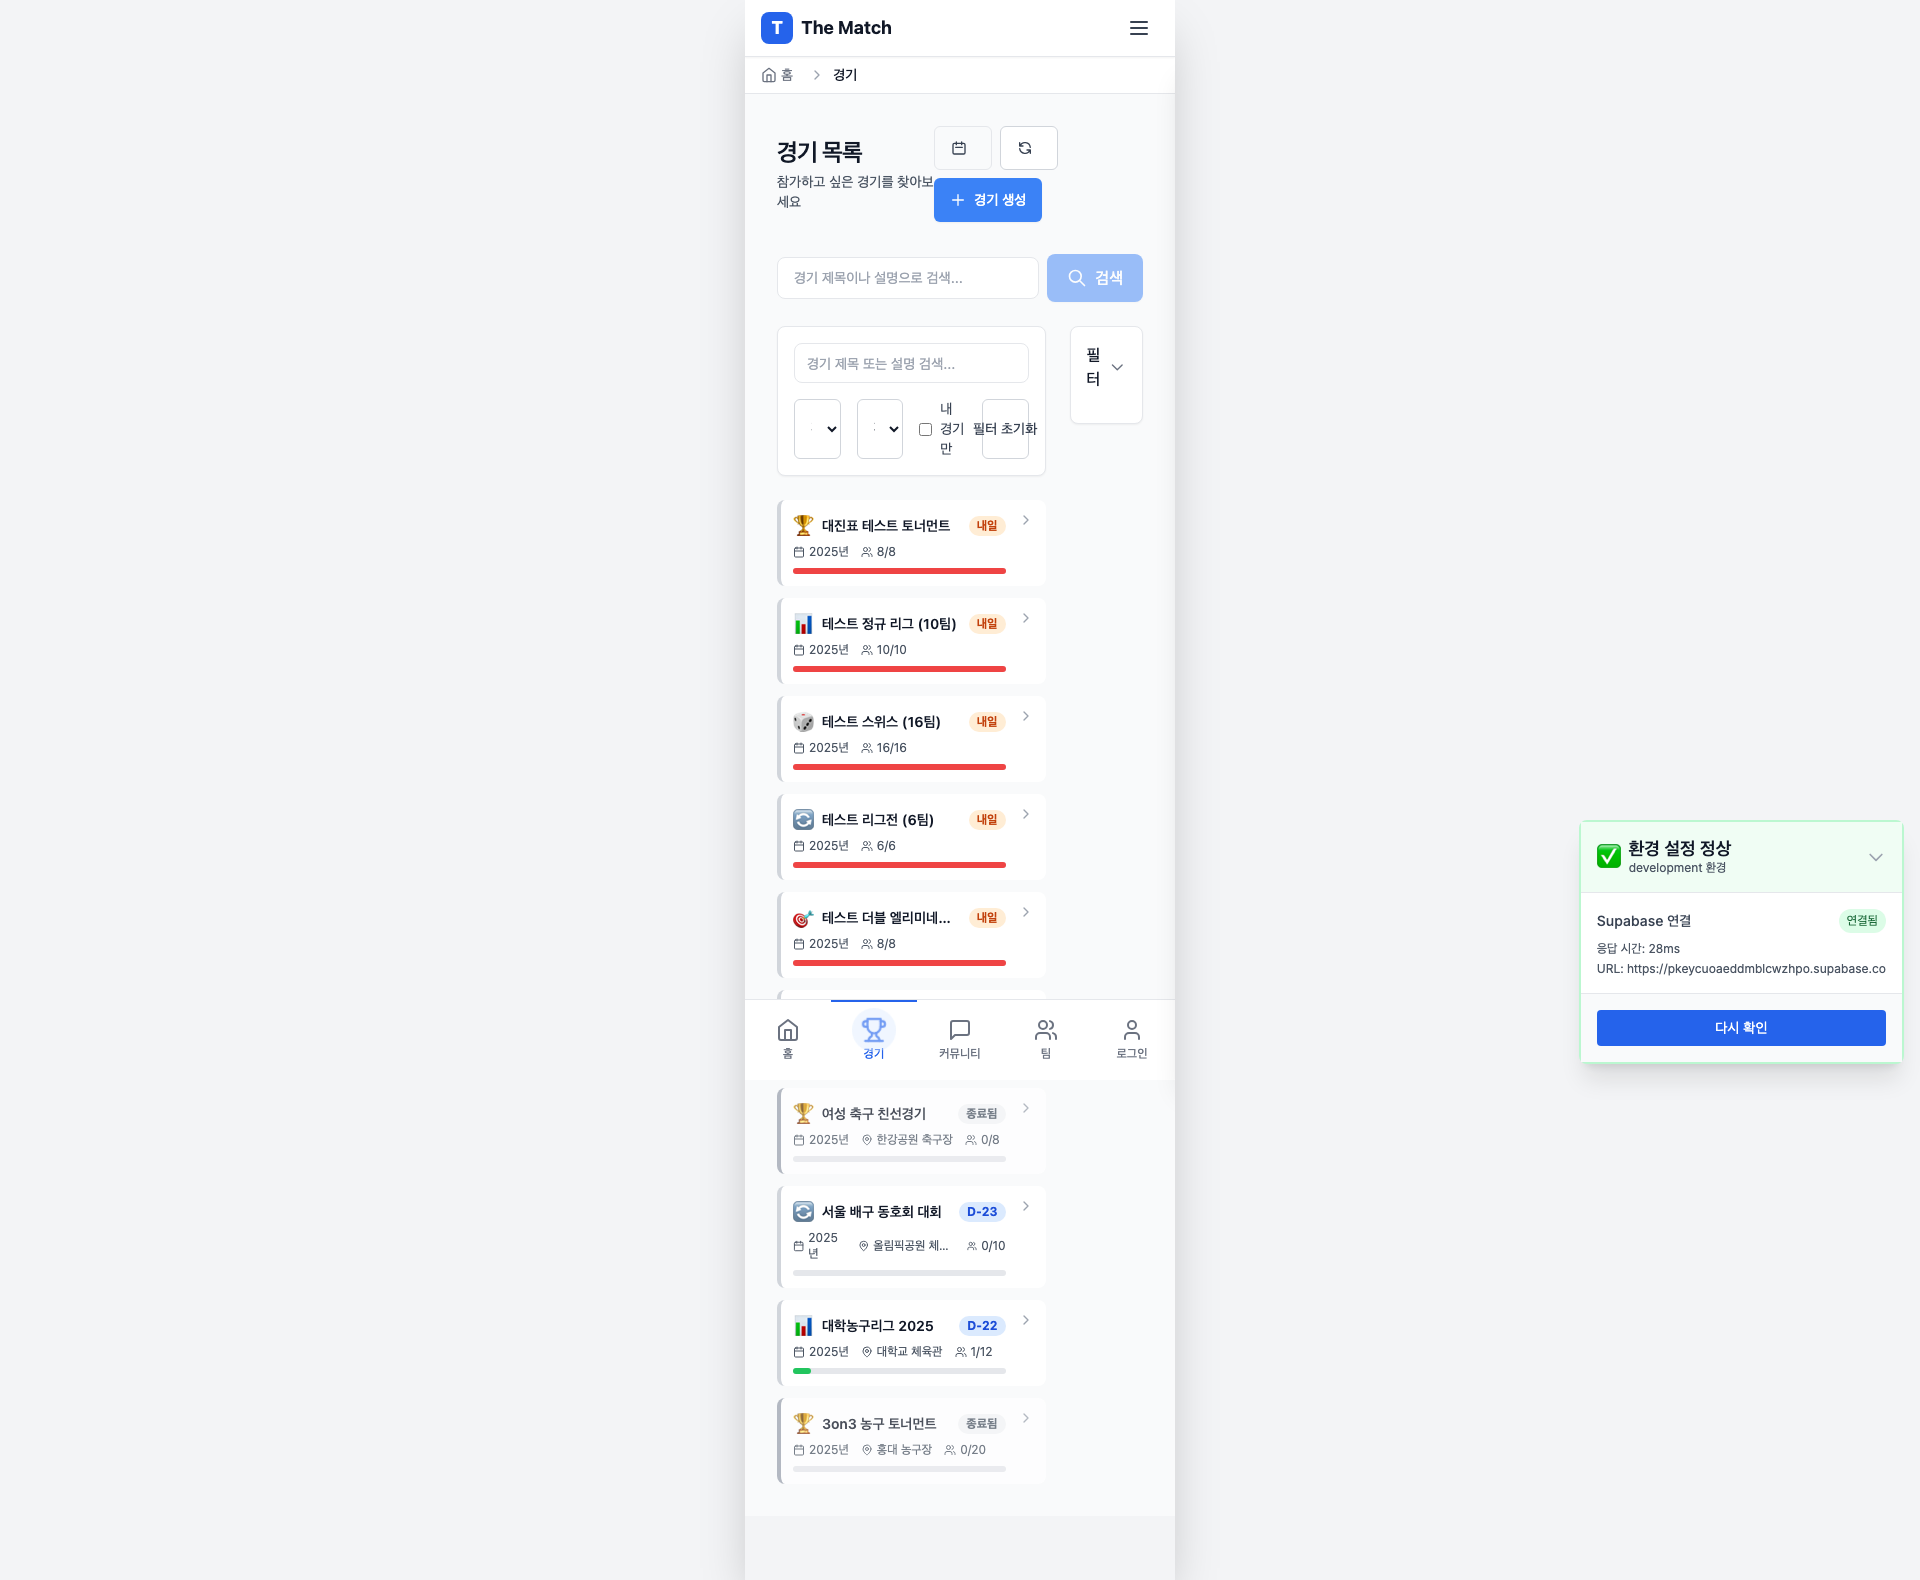 T The Match
홈 > 경기
경기 목록
참가하고 싶은 경기를 찾아보
세요
경기 생성
경기 제목이나 설명으로 검색...
검색
경기 제목 또는 설명 검색...
내
경기
만
필터 초기화
필
터
대진표 테스트 토너먼트 내일
2025년 8/8
테스트 정규 리그 (10팀) 내일
2025년 10/10
테스트 스위스 (16팀) 내일
2025년 16/16
테스트 리그전 (6팀) 내일
2025년 6/6
테스트 더블 엘리미네... 내일
2025년 8/8
홈 경기 커뮤니티 팀 로그인
여성 축구 친선경기 종료됨
2025년 한강공원 축구장 0/8
서울 배구 동호회 대회 D-23
2025
년
올림픽공원 체... 0/10
대학농구리그 2025 D-22
2025년 대학교 체육관 1/12
3on3 농구 토너먼트 종료됨
2025년 홍대 농구장 0/20
환경 설정 정상
development 환경
Supabase 연결 연결됨
응답 시간: 28ms
URL: https://pkeycuoaeddmblcwzhpo.supabase.co
다시 확인